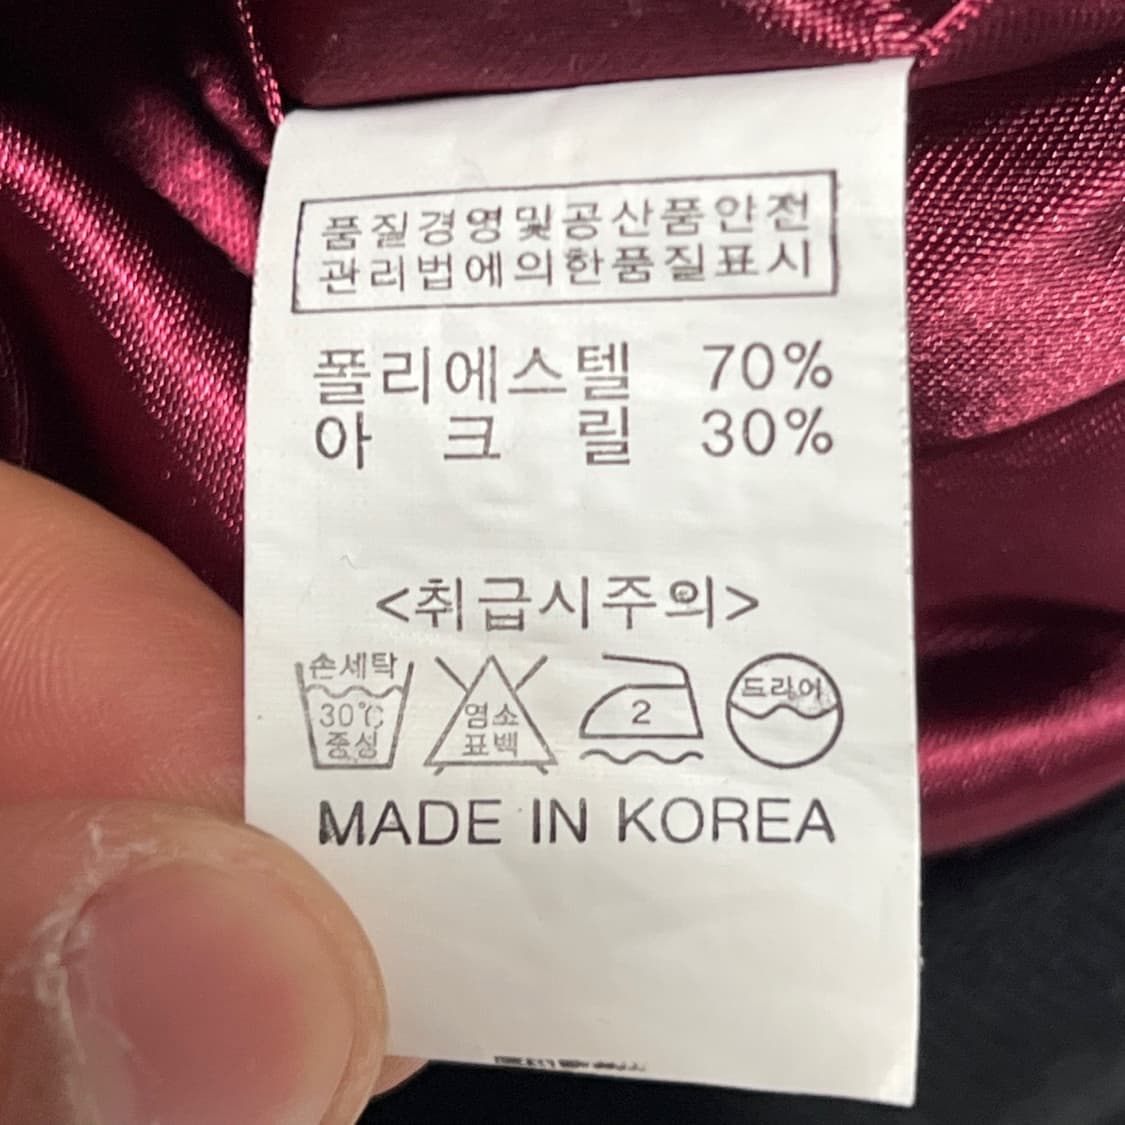 품질경영및공산품안전
관리법에의한품질표시
폴리에스텔 70%
아 크 릴 30%
<취급시주의>
손세탁
30℃
중성
염소
표백
2
드라이
MADE IN KOREA